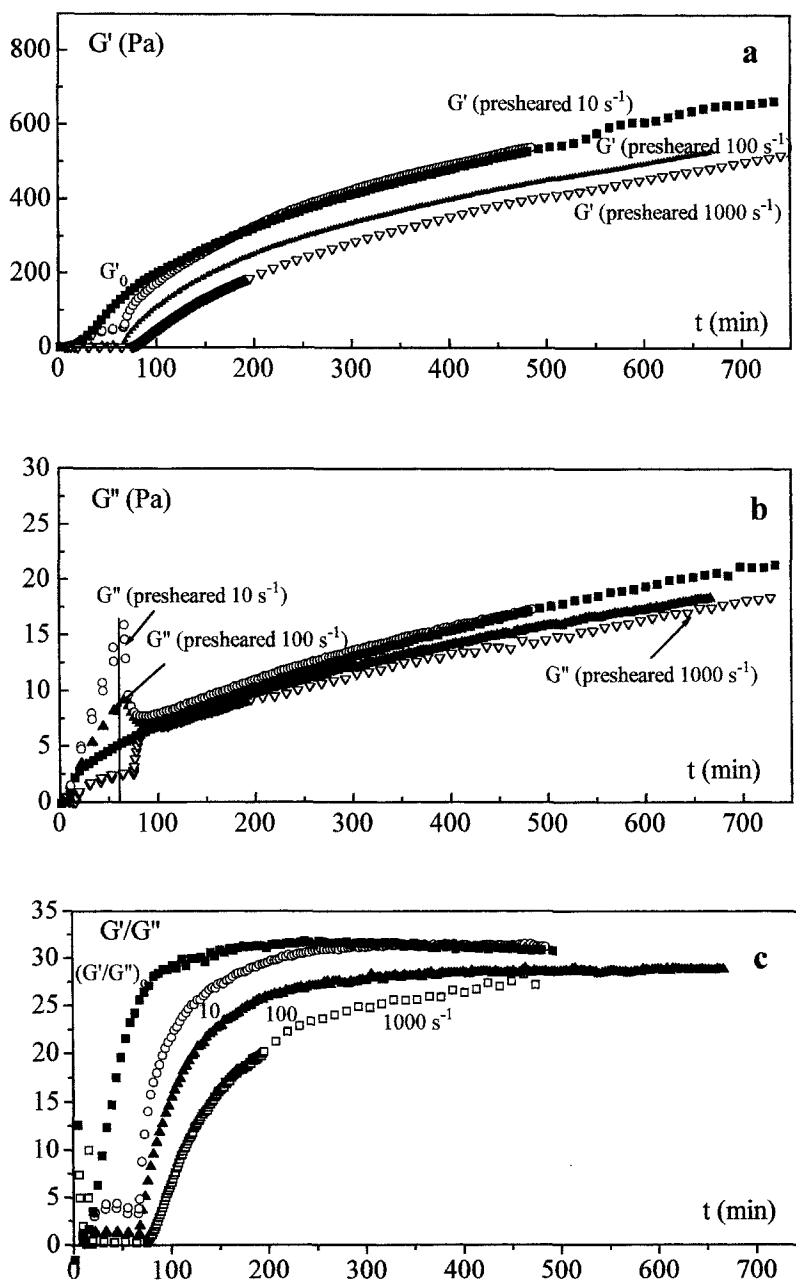 G' (Pa)
a
800
600
400
200
0
G' (presheared 10 s⁻¹)
G' (presheared 100 s⁻¹)
G' (presheared 1000 s⁻¹)
G'₀
t (min)
0 100 200 300 400 500 600 700
G'' (Pa)
b
30
25
20
15
10
5
0
G'' (presheared 10 s⁻¹)
G'' (presheared 100 s⁻¹)
G'' (presheared 1000 s⁻¹)
t (min)
0 100 200 300 400 500 600 700
G'/G''
c
35
30
25
20
15
10
5
0
(G'/G'')
10
100
1000 s⁻¹
t (min)
0 100 200 300 400 500 600 700